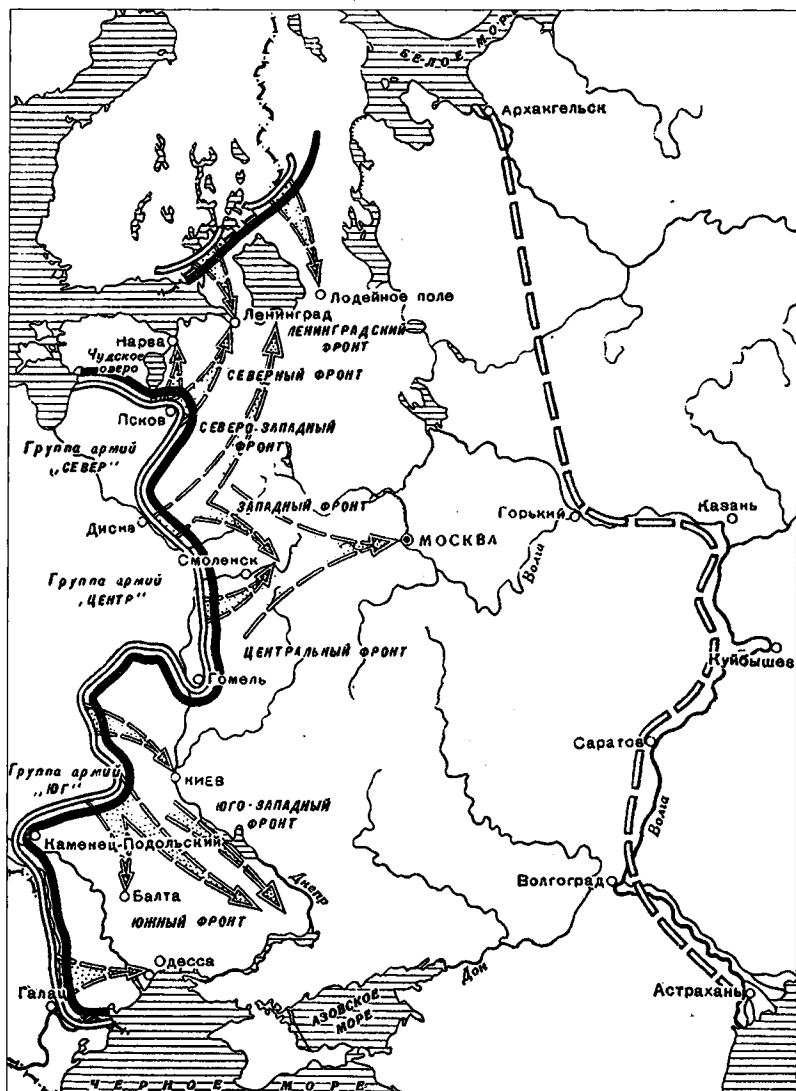 БЕЛОЕ МОРЕ
Архангельск
Лодейное поле
Ленинград
ЛЕНИНГРАДСКИЙ
ФРОНТ
Нарва
Чудское
озеро
СЕВЕРНЫЙ ФРОНТ
Псков
СЕВЕРО-ЗАПАДНЫЙ
ФРОНТ
Группа армий
„СЕВЕР"
ЗАПАДНЫЙ ФРОНТ
Горький
Казань
Дисна
МОСКВА
Волга
Смоленск
Группа армий
„ЦЕНТР"
ЦЕНТРАЛЬНЫЙ ФРОНТ
Куйбышев
Гомель
Саратов
Группа армий
„ЮГ"
КИЕВ
ЮГО-ЗАПАДНЫЙ
ФРОНТ
Волга
Каменец-Подольский
Днепр
Волгоград
Балта
ЮЖНЫЙ ФРОНТ
Одесса
Дон
Галац
АЗОВСКОЕ
МОРЕ
Астрахань
ЧЕРНОЕ МОРЕ